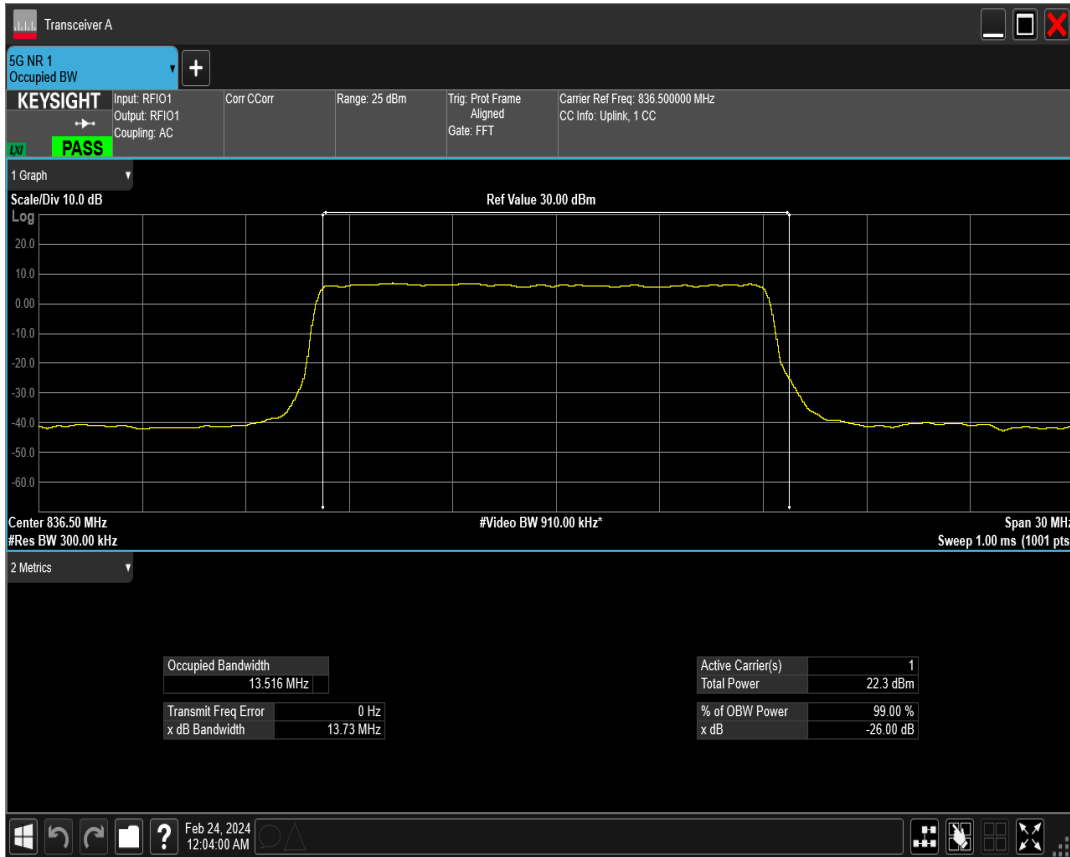 Transceiver A
5G NR 1
Occupied BW
+
KEYSIGHT
LXI
PASS
Input: RFIO1
Output: RFIO1
Coupling: AC
Corr CCorr
Range: 25 dBm
Trig: Prot Frame
Aligned
Gate: FFT
Carrier Ref Freq: 836.500000 MHz
CC Info: Uplink, 1 CC
1 Graph
Scale/Div 10.0 dB
Ref Value 30.00 dBm
Log
20.0
10.0
0.00
-10.0
-20.0
-30.0
-40.0
-50.0
-60.0
Center 836.50 MHz
#Video BW 910.00 kHz*
Span 30 MHz
#Res BW 300.00 kHz
Sweep 1.00 ms (1001 pts
2 Metrics
Occupied Bandwidth
13.516 MHz
Transmit Freq Error 0 Hz
x dB Bandwidth 13.73 MHz
Active Carrier(s) 1
Total Power 22.3 dBm
% of OBW Power 99.00 %
x dB -26.00 dB
?
Feb 24, 2024
12:04:00 AM